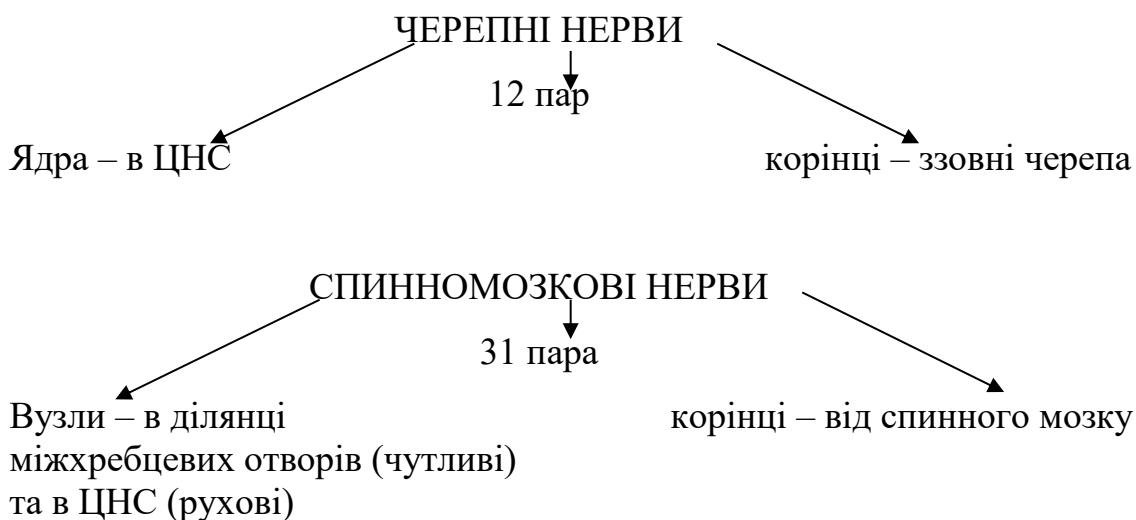 ЧЕРЕПНІ НЕРВИ
12 пар
Ядра – в ЦНС
корінці – ззовні черепа
СПИННОМОЗКОВІ НЕРВИ
31 пара
Вузли – в ділянці
міжхребцевих отворів (чутливі)
та в ЦНС (рухові)
корінці – від спинного мозку